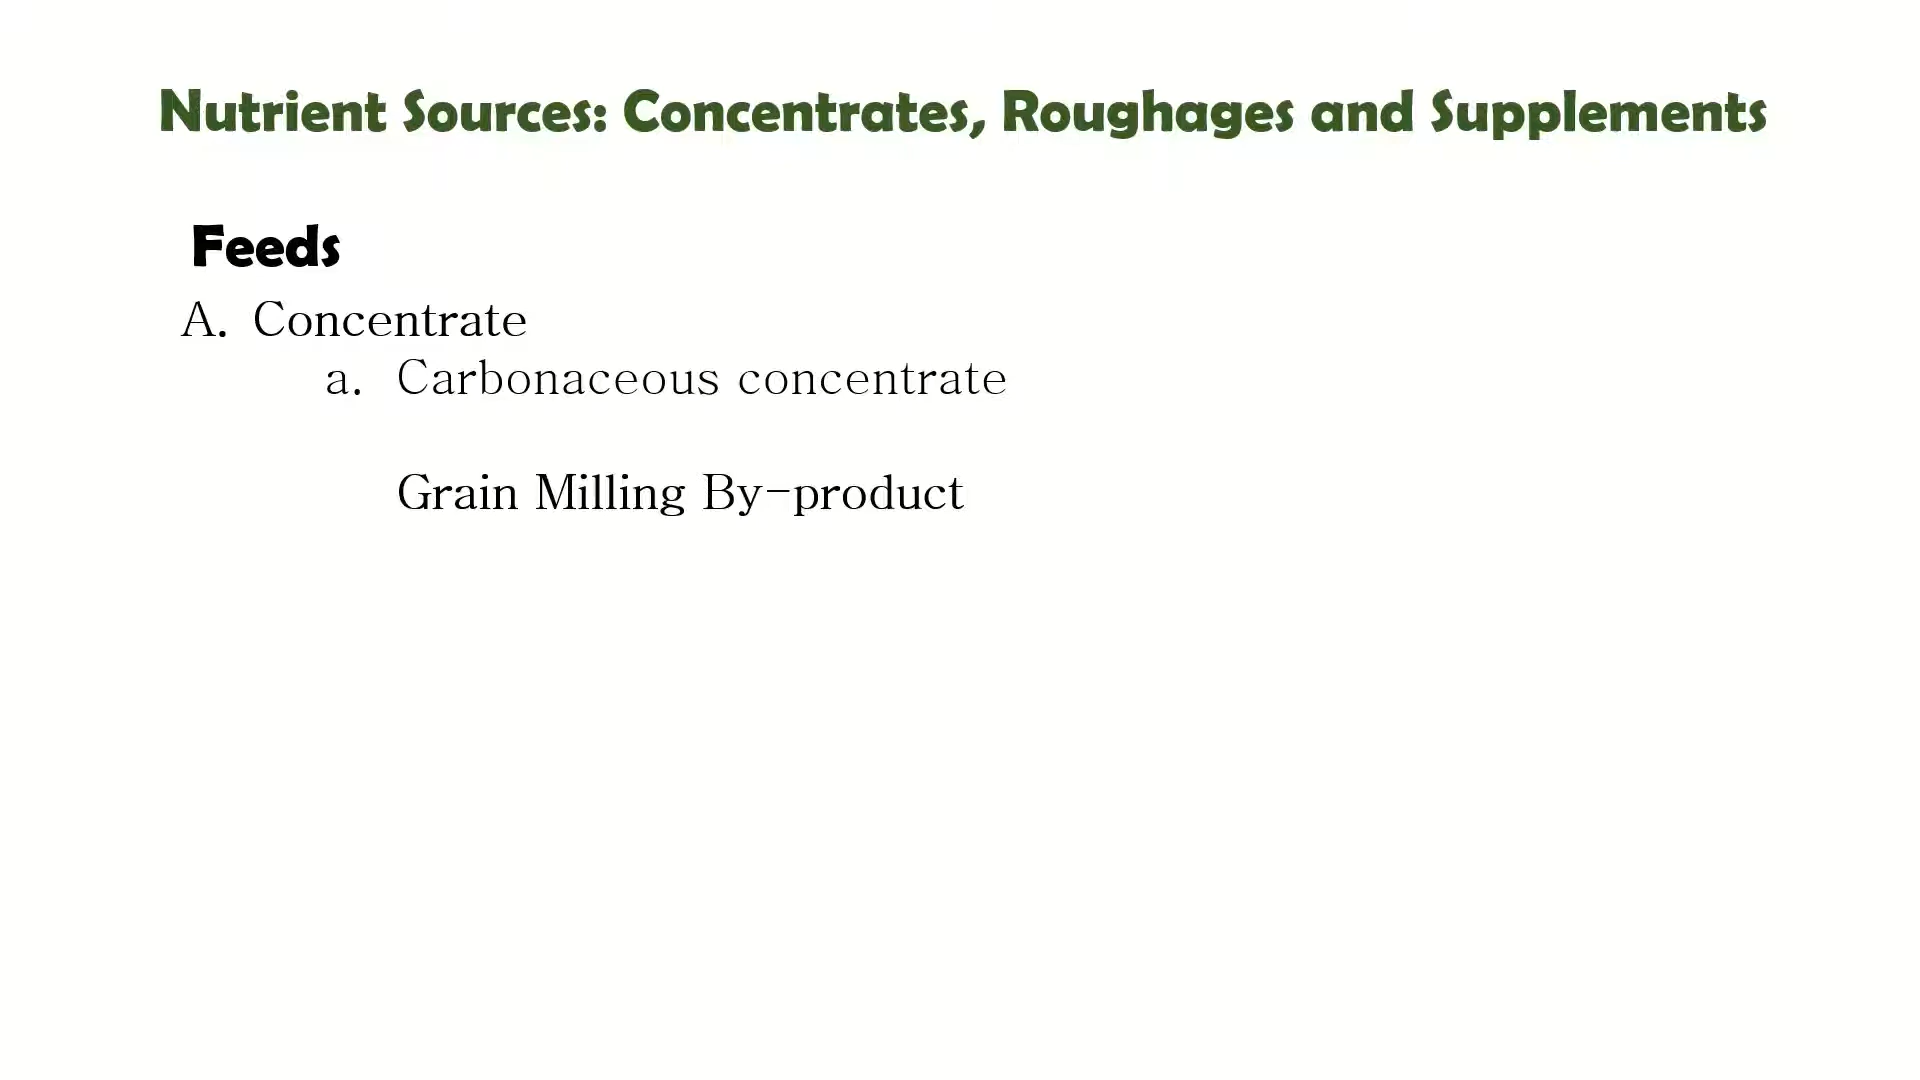 Nutrient Sources: Concentrates, Roughages and Supplements
Feeds
A. Concentrate
a. Carbonaceous concentrate
Grain Milling By-product